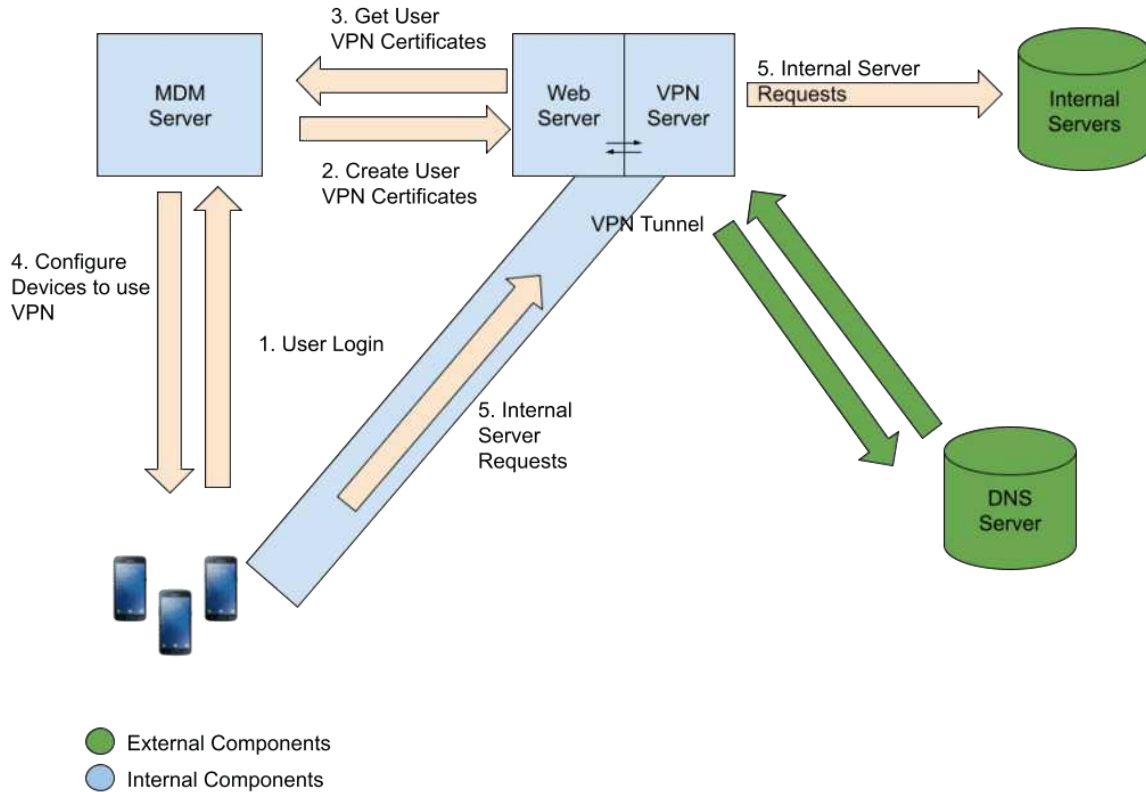 3. Get User
VPN Certificates
MDM
Server
Web
Server
VPN
Server
5. Internal Server
Requests
Internal
Servers
2. Create User
VPN Certificates
VPN Tunnel
4. Configure
Devices to use
VPN
1. User Login
5. Internal
Server
Requests
DNS
Server
External Components
Internal Components